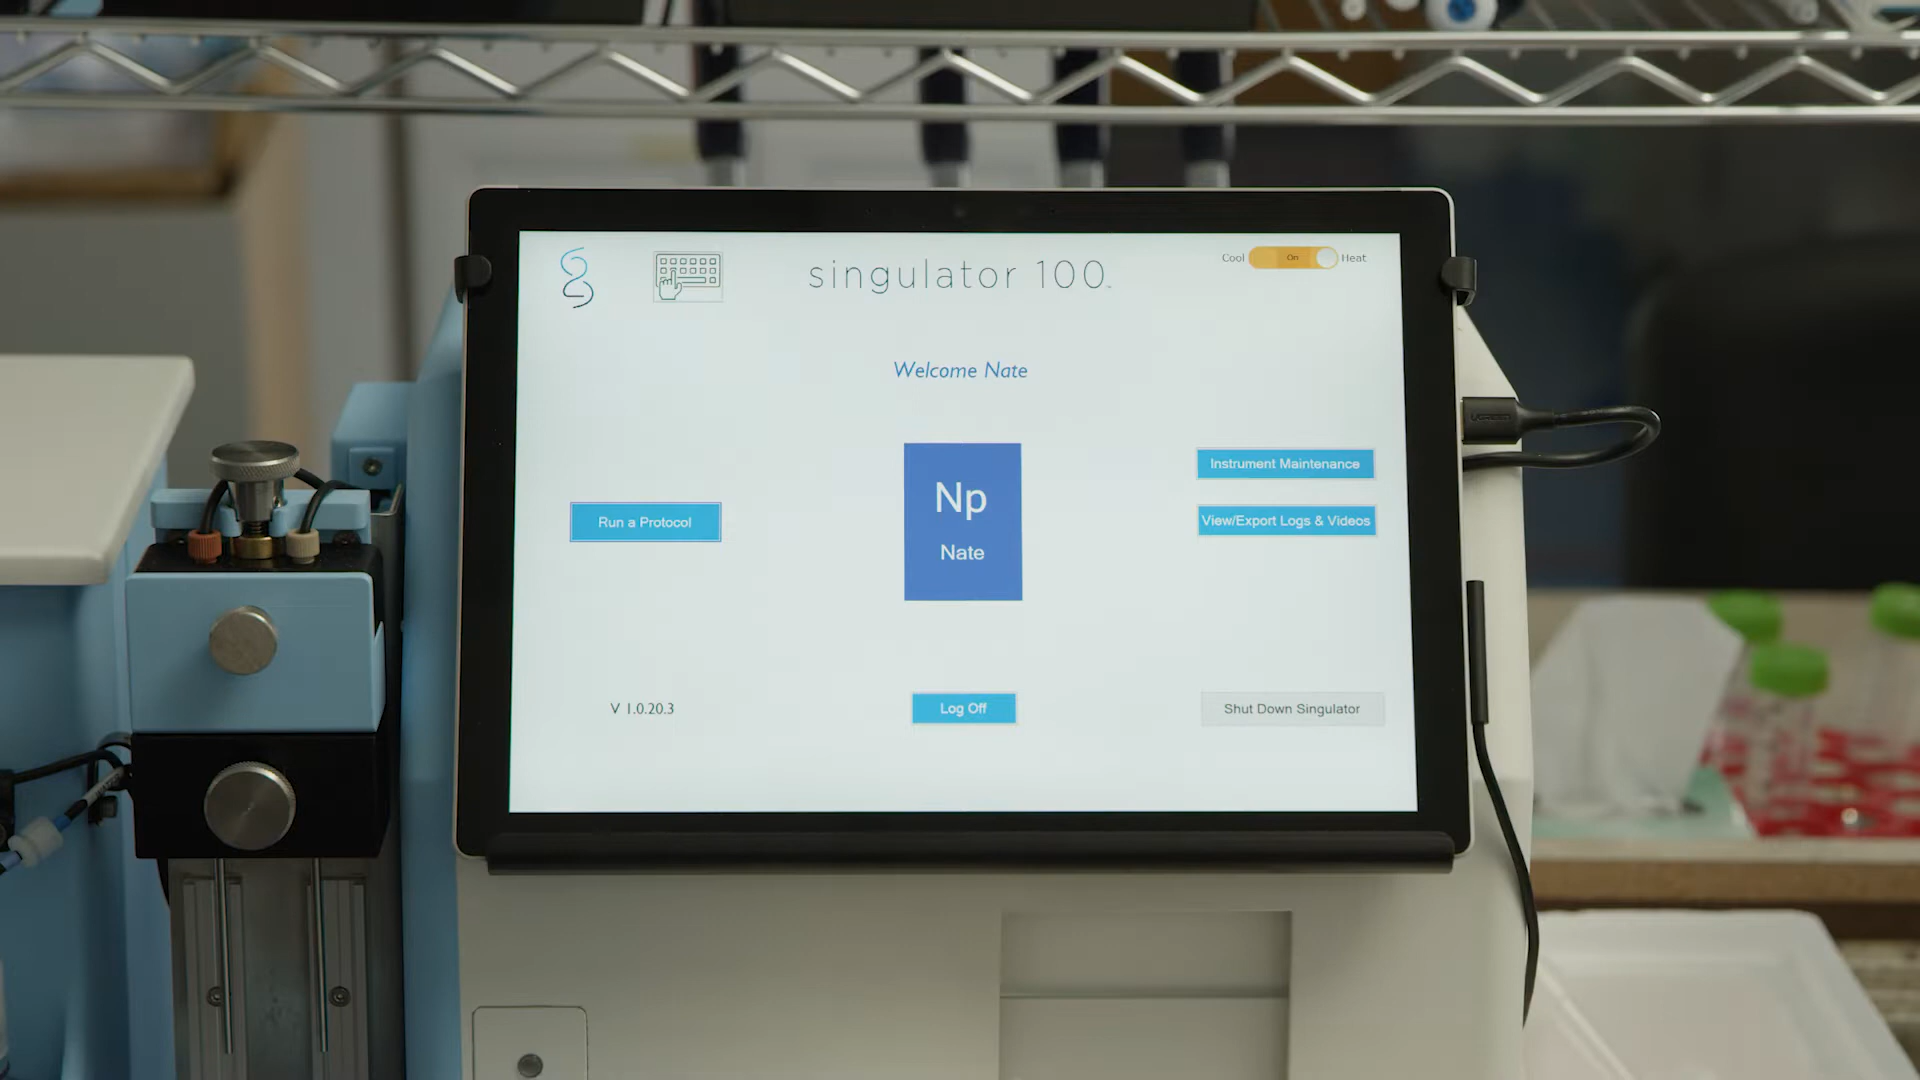 singulator 100
Cool On Heat
Welcome Nate
Np
Nate
Run a Protocol
Instrument Maintenance
View/Export Logs & Videos
V 1.0.20.3
Log Off
Shut Down Singulator
UGREEN